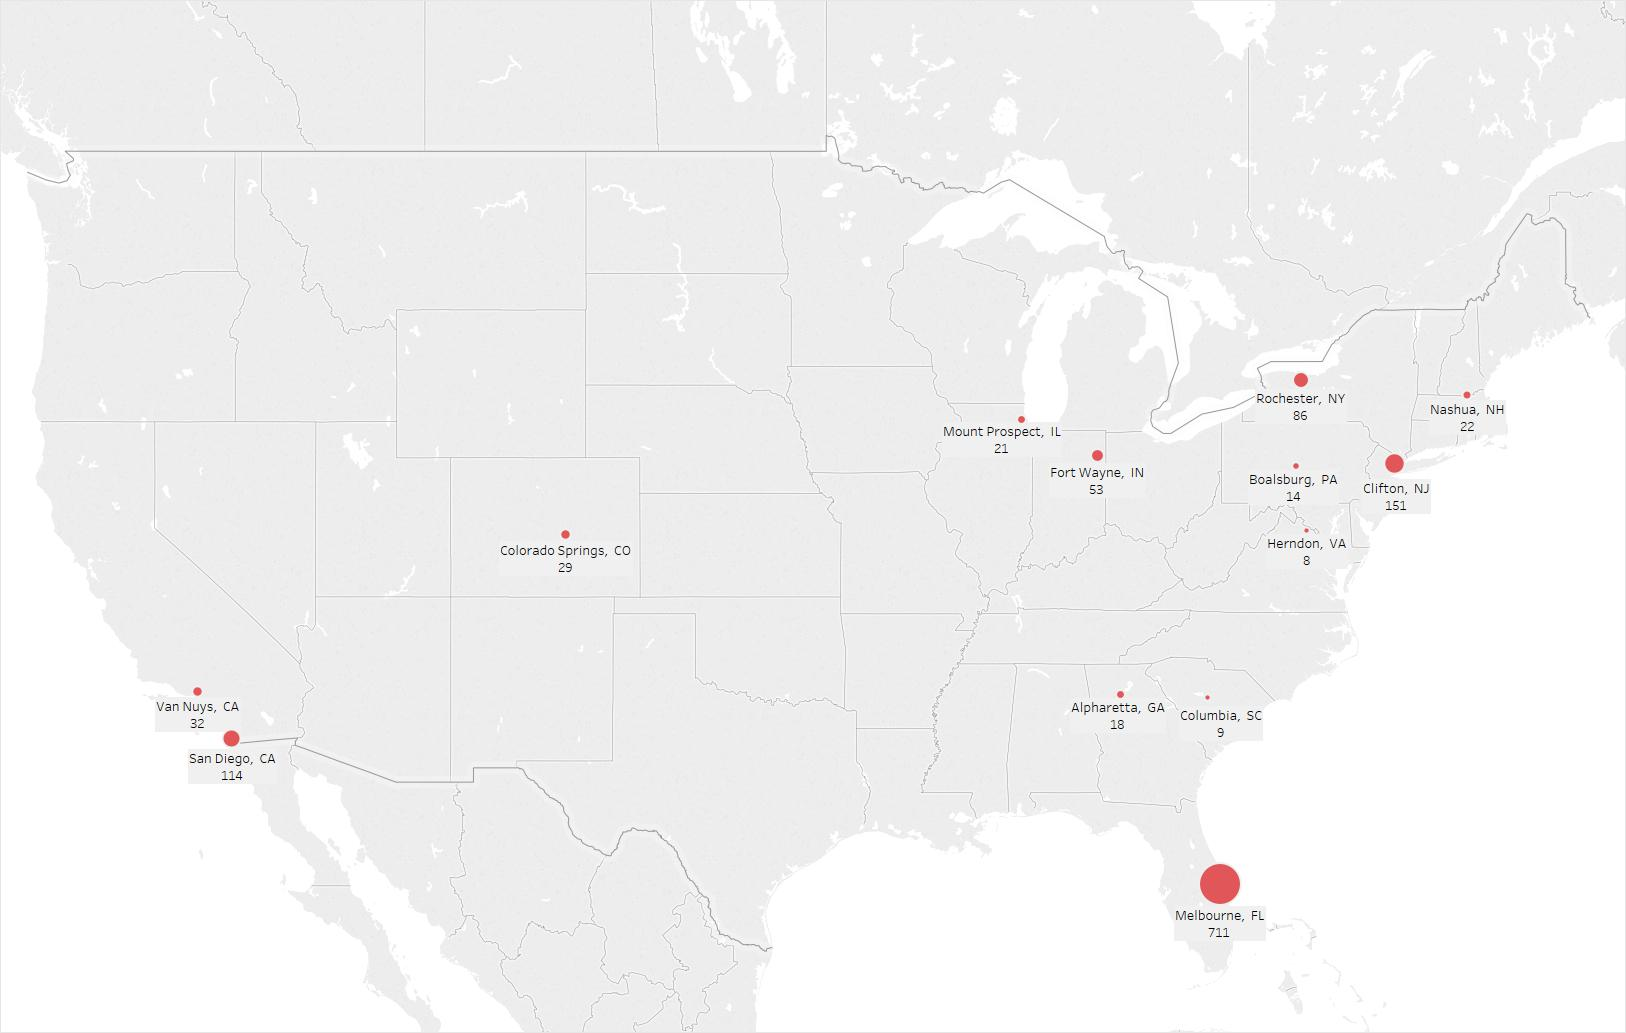 Rochester, NY
86
Nashua, NH
22
Mount Prospect, IL
21
Fort Wayne, IN
53
Boalsburg, PA
14
Clifton, NJ
151
Herndon, VA
8
Colorado Springs, CO
29
Van Nuys, CA
32
San Diego, CA
114
Alpharetta, GA
18
Columbia, SC
9
Melbourne, FL
711